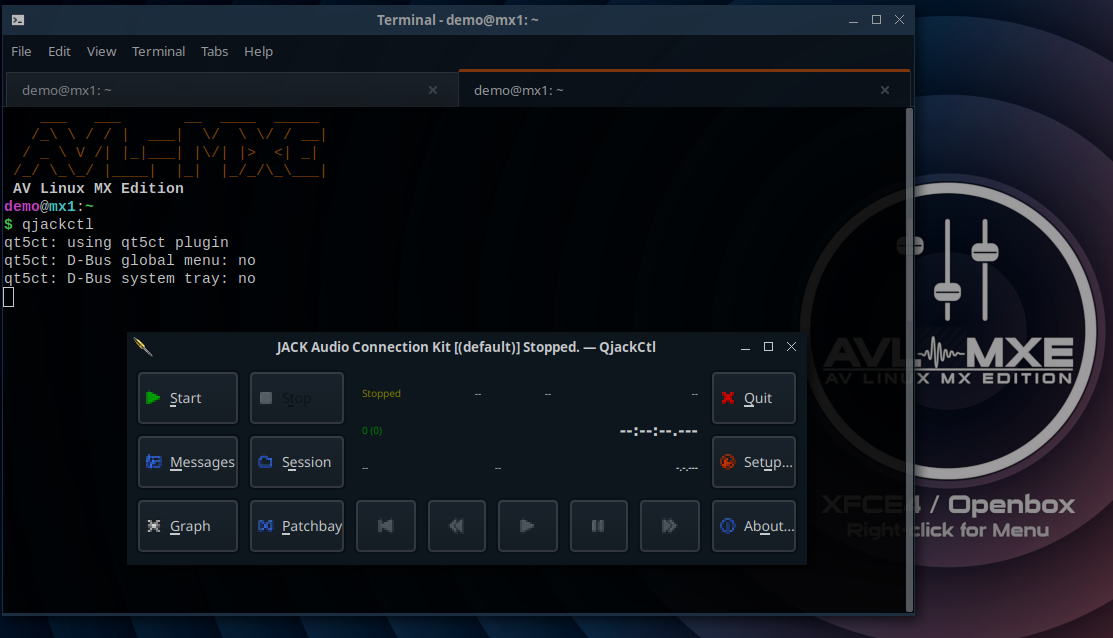 Terminal - demo@mx1: ~
File Edit View Terminal Tabs Help
demo@mx1: ~
demo@mx1: ~
AVL-MXE
AV Linux MX Edition
demo@mx1:~
$ qjackctl
qt5ct: using qt5ct plugin
qt5ct: D-Bus global menu: no
qt5ct: D-Bus system tray: no
JACK Audio Connection Kit [(default)] Stopped. — QjackCtl
Start Stop Stopped -- -- -- Quit
0 (0) --:--:--.---
Messages Session -- -- -.-.--- Setup...
Graph Patchbay About...
AVL MXE
AV LINUX MX EDITION
XFCE4 / Openbox
Right-click for Menu